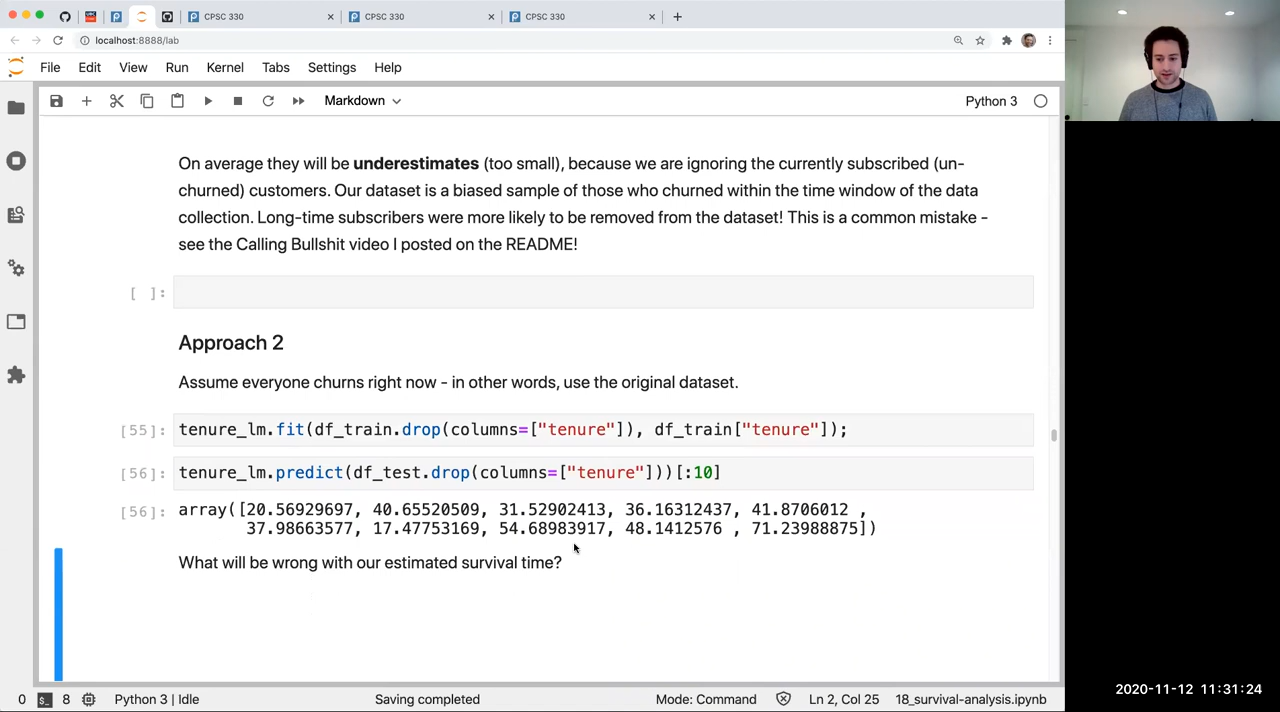 CPSC 330
CPSC 330
CPSC 330
localhost:8888/lab
File Edit View Run Kernel Tabs Settings Help
Markdown
Python 3
On average they will be underestimates (too small), because we are ignoring the currently subscribed (un-
churned) customers. Our dataset is a biased sample of those who churned within the time window of the data
collection. Long-time subscribers were more likely to be removed from the dataset! This is a common mistake -
see the Calling Bullshit video I posted on the README!
[ ]:
Approach 2
Assume everyone churns right now - in other words, use the original dataset.
[55]: tenure_lm.fit(df_train.drop(columns=["tenure"]), df_train["tenure"]);
[56]: tenure_lm.predict(df_test.drop(columns=["tenure"]))[:10]
[56]: array([20.56929697, 40.65520509, 31.52902413, 36.16312437, 41.8706012 ,
37.98663577, 17.47753169, 54.68983917, 48.1412576 , 71.23988875])
What will be wrong with our estimated survival time?
0 8 Python 3 | Idle Saving completed Mode: Command Ln 2, Col 25 18_survival-analysis.ipynb
2020-11-12 11:31:24